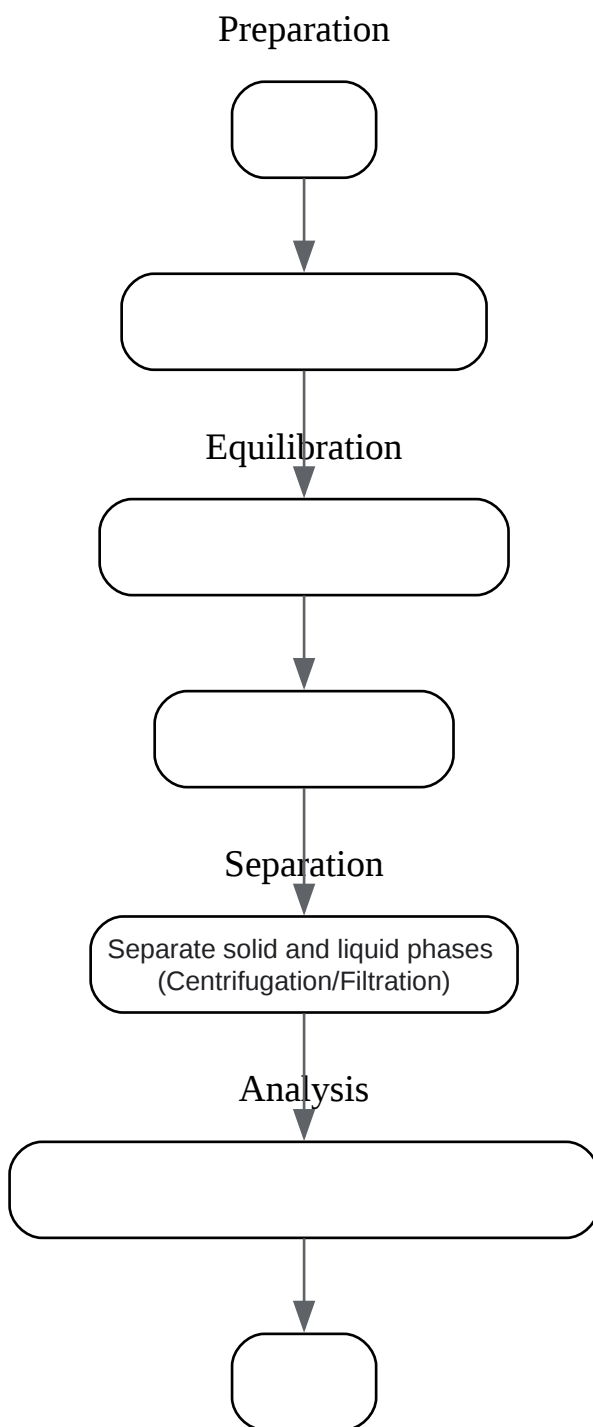 Preparation
Equilibration
Separation
Separate solid and liquid phases
(Centrifugation/Filtration)
Analysis